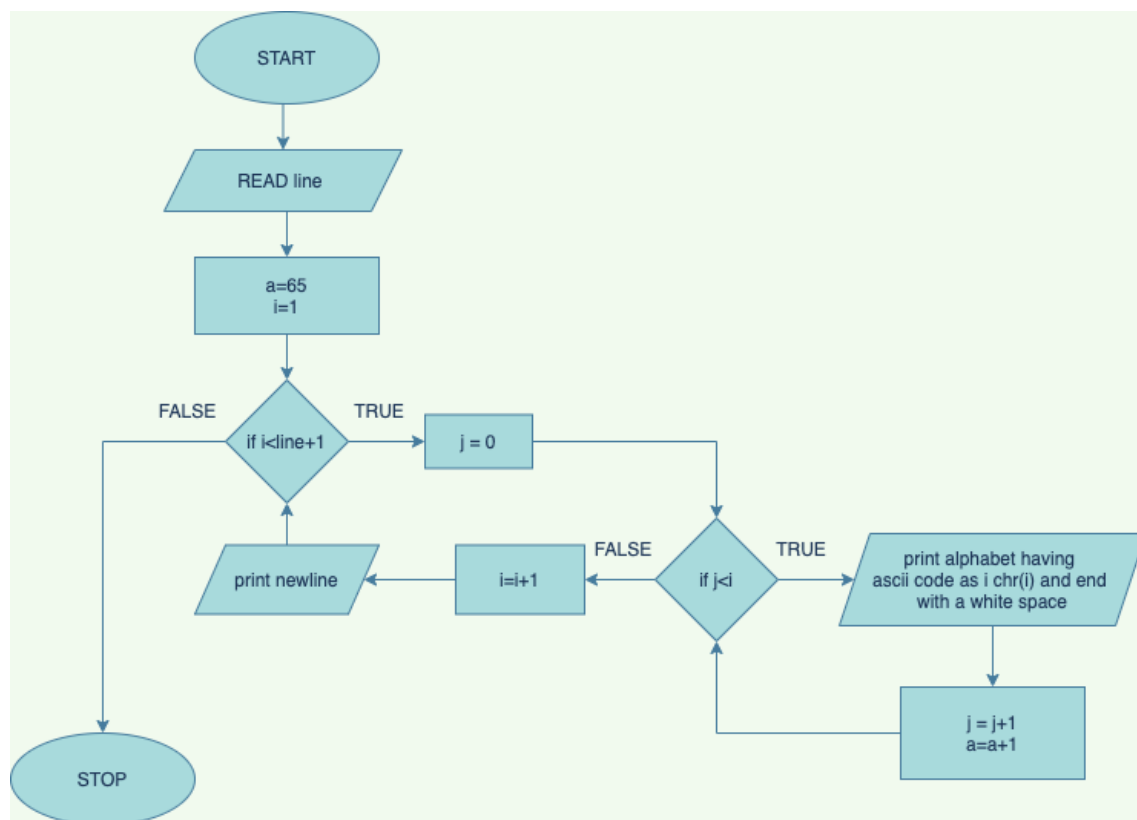 START
READ line
a=65
i=1
FALSE
TRUE
if i<line+1
j = 0
print newline
i=i+1
FALSE
if j<i
TRUE
print alphabet having
ascii code as i chr(i) and end
with a white space
j = j+1
a=a+1
STOP